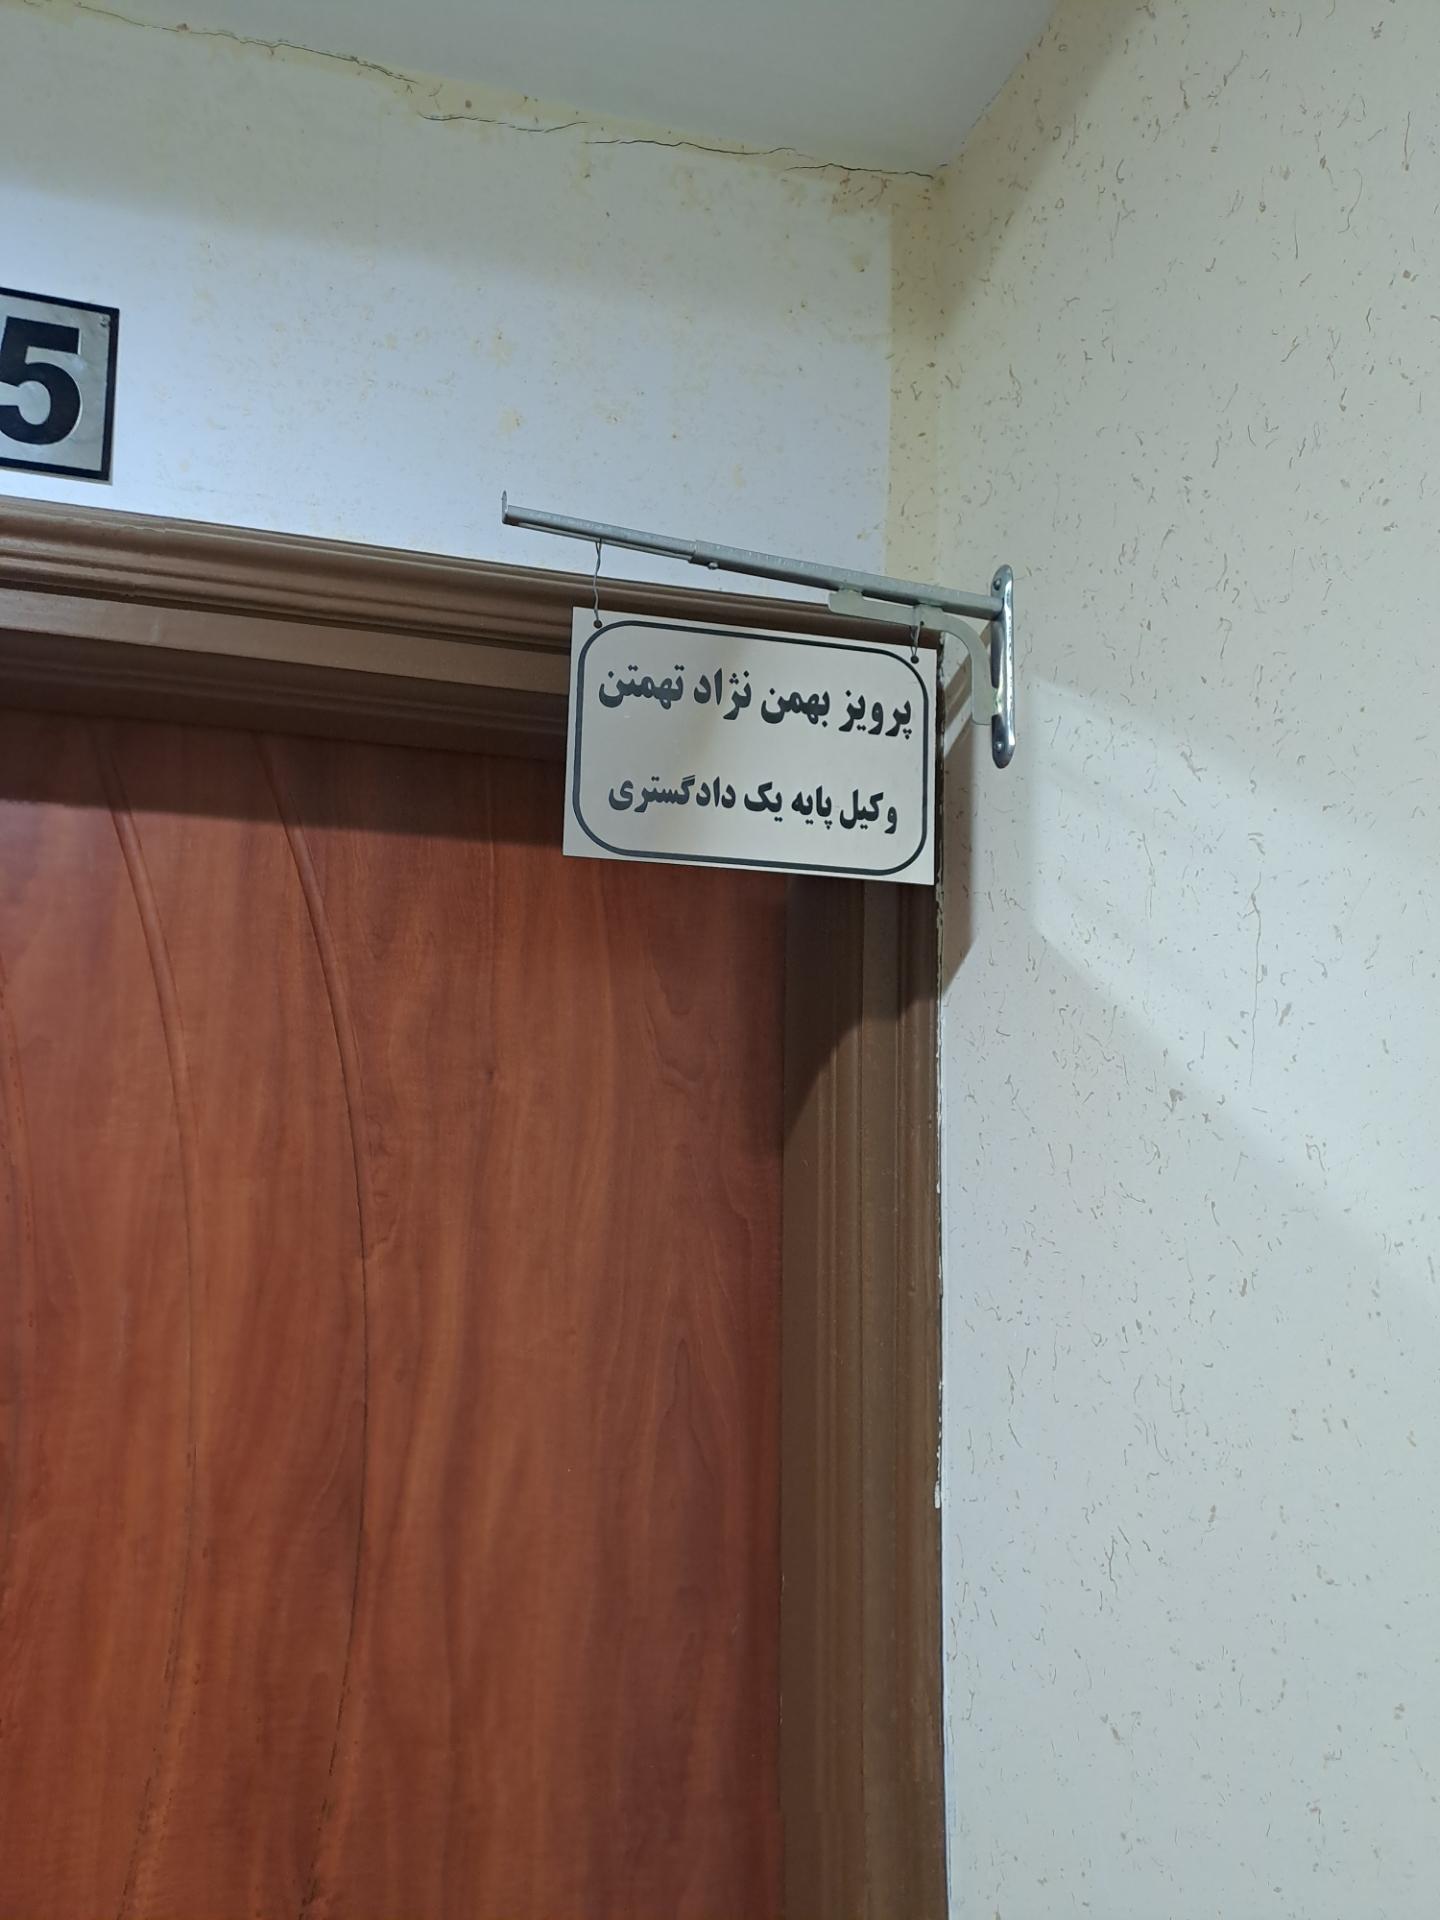 5
پرویز بهمن نژاد تهمتن
وکیل پایه یک دادگستری